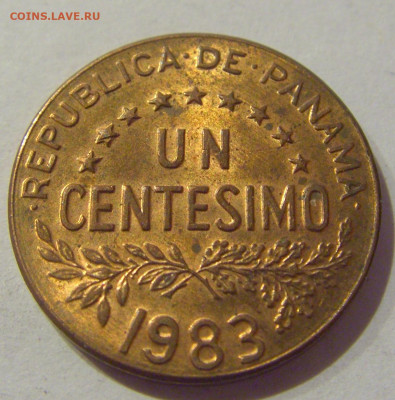 COINS.LAVE.RU
·REPUBLICA·DE·PANAMA·
UN
CENTESIMO
1983